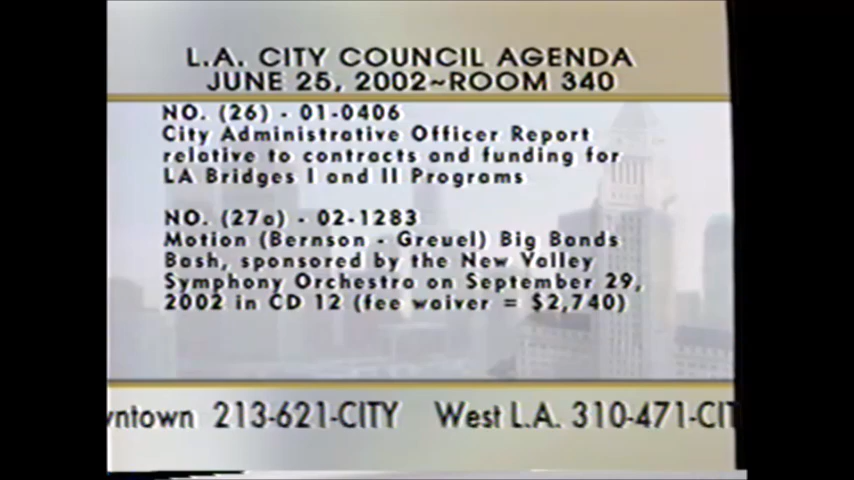 L.A. CITY COUNCIL AGENDA
JUNE 25, 2002~ROOM 340
NO. (26) - 01-0406
City Administrative Officer Report
relative to contracts and funding for
LA Bridges I and II Programs
NO. (27a) - 02-1283
Motion (Bernson - Greuel) Big Bands
Bash, sponsored by the New Valley
Symphony Orchestra on September 29,
2002 in CD 12 (fee waiver = $2,740)
wntown 213-621-CITY West L.A. 310-471-CIT